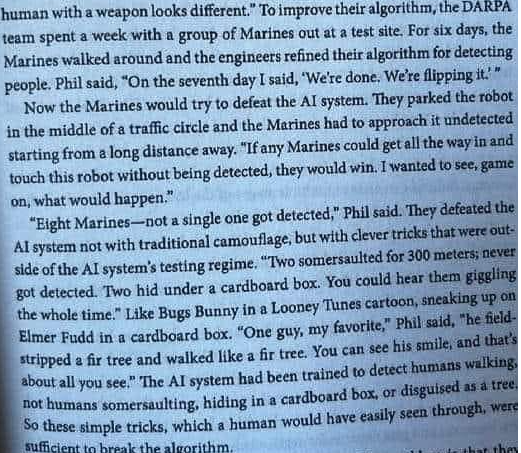 human with a weapon looks different." To improve their algorithm, the DARPA
team spent a week with a group of Marines out at a test site. For six days, the
Marines walked around and the engineers refined their algorithm for detecting
people. Phil said, "On the seventh day I said, 'We're done. We're flipping it.'"
Now the Marines would try to defeat the AI system. They parked the robot
in the middle of a traffic circle and the Marines had to approach it undetected
starting from a long distance away. "If any Marines could get all the way in and
touch this robot without being detected, they would win. I wanted to see, game
on, what would happen."
"Eight Marines—not a single one got detected," Phil said. They defeated the
AI system not with traditional camouflage, but with clever tricks that were out-
side of the AI system's testing regime. "Two somersaulted for 300 meters; never
got detected. Two hid under a cardboard box. You could hear them giggling
the whole time." Like Bugs Bunny in a Looney Tunes cartoon, sneaking up on
Elmer Fudd in a cardboard box. "One guy, my favorite," Phil said, "he field-
stripped a fir tree and walked like a fir tree. You can see his smile, and that's
about all you see." The AI system had been trained to detect humans walking,
not humans somersaulting, hiding in a cardboard box, or disguised as a tree.
So these simple tricks, which a human would have easily seen through, were
sufficient to break the algorithm.
that they